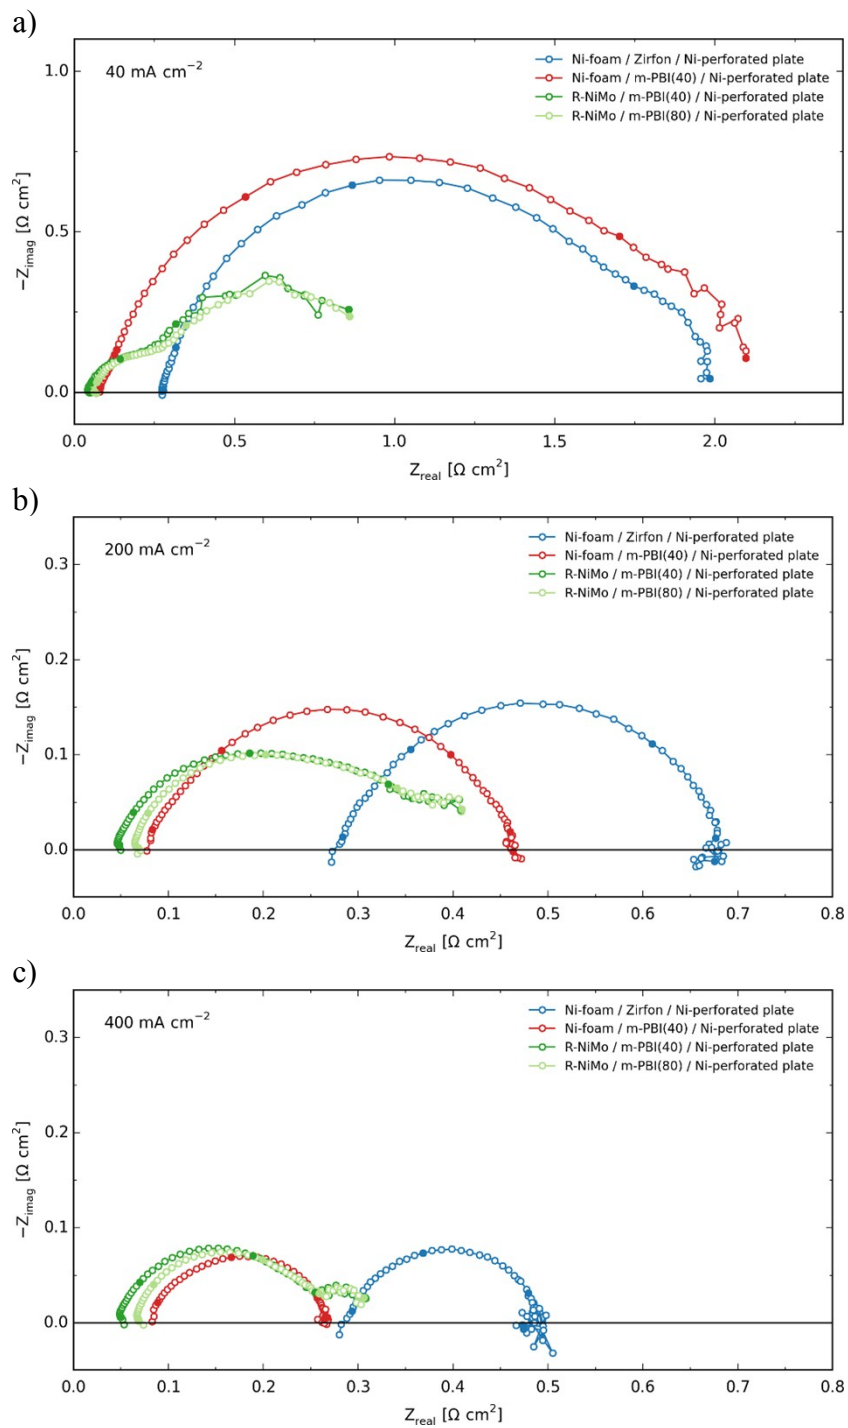 a)
40 mA cm⁻²
Ni-foam / Zirfon / Ni-perforated plate
Ni-foam / m-PBI(40) / Ni-perforated plate
R-NiMo / m-PBI(40) / Ni-perforated plate
R-NiMo / m-PBI(80) / Ni-perforated plate
1.0
0.5
0.0
−Z_imag [Ω cm²]
0.0 0.5 1.0 1.5 2.0
Z_real [Ω cm²]
b)
200 mA cm⁻²
Ni-foam / Zirfon / Ni-perforated plate
Ni-foam / m-PBI(40) / Ni-perforated plate
R-NiMo / m-PBI(40) / Ni-perforated plate
R-NiMo / m-PBI(80) / Ni-perforated plate
0.3
0.2
0.1
0.0
−Z_imag [Ω cm²]
0.0 0.1 0.2 0.3 0.4 0.5 0.6 0.7 0.8
Z_real [Ω cm²]
c)
400 mA cm⁻²
Ni-foam / Zirfon / Ni-perforated plate
Ni-foam / m-PBI(40) / Ni-perforated plate
R-NiMo / m-PBI(40) / Ni-perforated plate
R-NiMo / m-PBI(80) / Ni-perforated plate
0.3
0.2
0.1
0.0
−Z_imag [Ω cm²]
0.0 0.1 0.2 0.3 0.4 0.5 0.6 0.7 0.8
Z_real [Ω cm²]